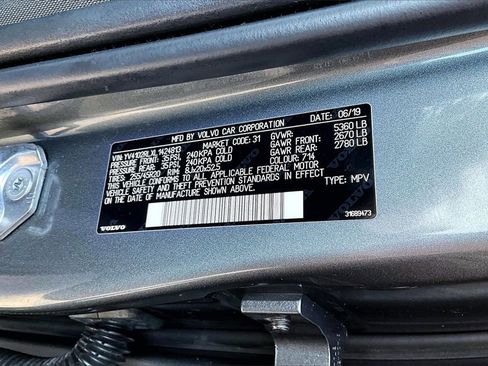 MFD BY VOLVO CAR CORPORATION DATE: 06/19
VIN: YV4102RLXL1424813 MARKET CODE: 31 GVWR: 5360 LB
PRESSURE FRONT: 35PSI, 240KPA COLD GAWR FRONT: 2670 LB
PRESSURE REAR: 35PSI, 240KPA COLD GAWR REAR: 2780 LB
TIRES: 255/45R20 RIM: 8Jx20x52.5 COLOUR: 714
THIS VEHICLE CONFORMS TO ALL APPLICABLE FEDERAL MOTOR
VEHICLE SAFETY BUMPER AND THEFT PREVENTION STANDARDS IN EFFECT
ON THE DATE OF MANUFACTURE SHOWN ABOVE. TYPE: MPV
VOLVO 31689473